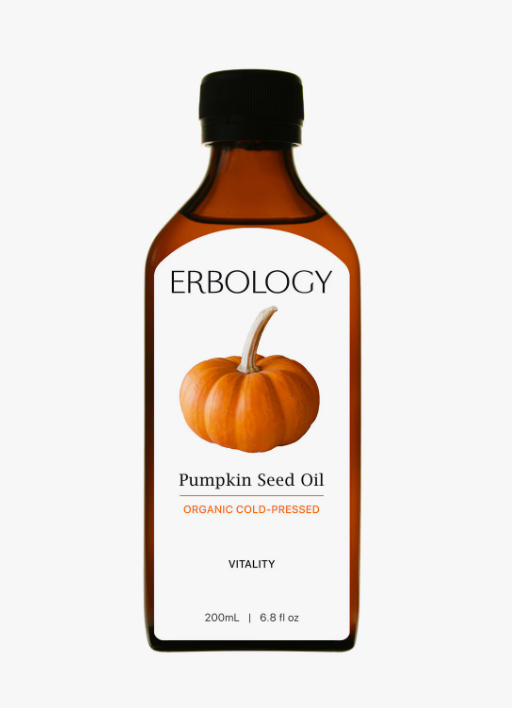 ERBOLOGY
Pumpkin Seed Oil
ORGANIC COLD-PRESSED
VITALITY
200mL | 6.8 fl oz